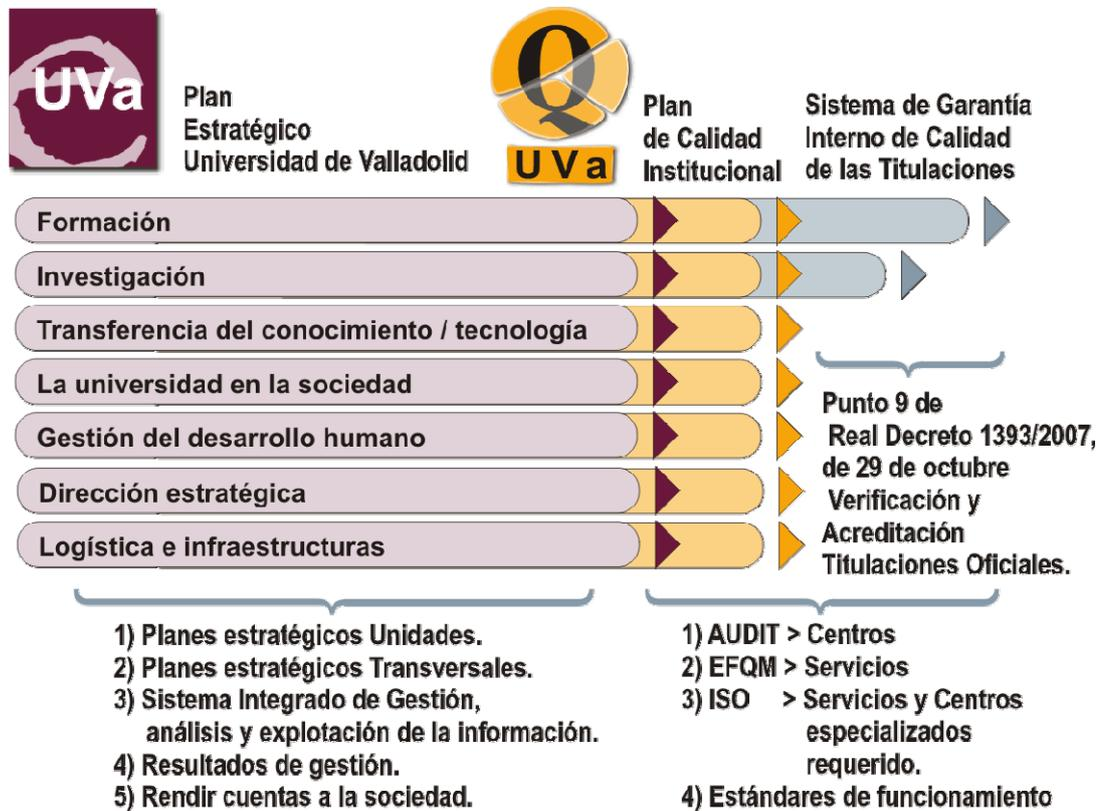 UVa
Plan
Estratégico
Universidad de Valladolid
Q
UVa
Plan
de Calidad
Institucional
Sistema de Garantía
Interno de Calidad
de las Titulaciones
Formación
Investigación
Transferencia del conocimiento / tecnología
La universidad en la sociedad
Gestión del desarrollo humano
Dirección estratégica
Logística e infraestructuras
Punto 9 de
Real Decreto 1393/2007,
de 29 de octubre
Verificación y
Acreditación
Titulaciones Oficiales.
1) Planes estratégicos Unidades.
2) Planes estratégicos Transversales.
3) Sistema Integrado de Gestión,
análisis y explotación de la información.
4) Resultados de gestión.
5) Rendir cuentas a la sociedad.
1) AUDIT > Centros
2) EFQM > Servicios
3) ISO > Servicios y Centros
especializados
requerido.
4) Estándares de funcionamiento